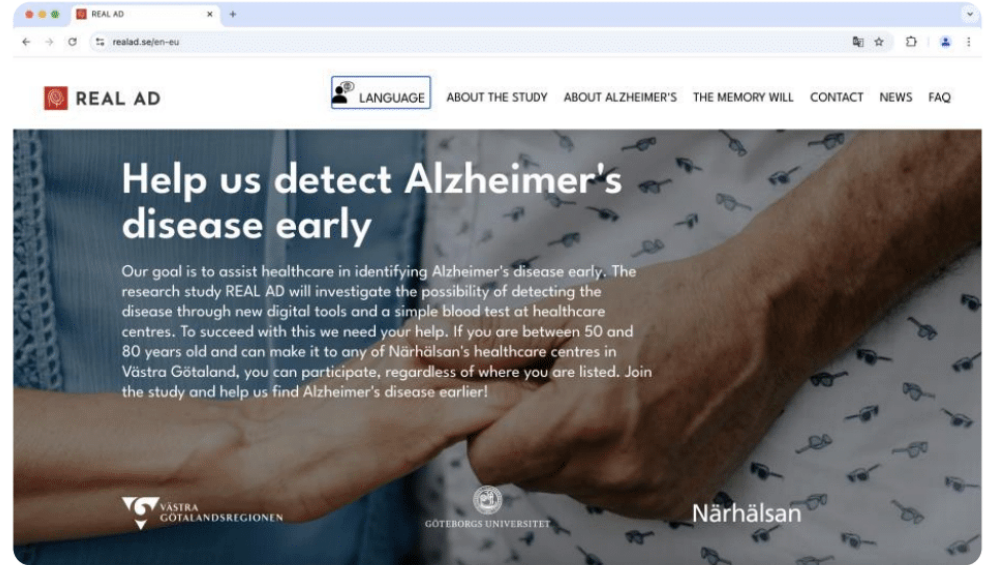 REAL AD
realad.se/en-eu
REAL AD
LANGUAGE
ABOUT THE STUDY
ABOUT ALZHEIMER'S
THE MEMORY WILL
CONTACT
NEWS
FAQ
Help us detect Alzheimer's
disease early
Our goal is to assist healthcare in identifying Alzheimer's disease early. The
research study REAL AD will investigate the possibility of detecting the
disease through new digital tools and a simple blood test at healthcare
centres. To succeed with this we need your help. If you are between 50 and
80 years old and can make it to any of Närhälsan's healthcare centres in
Västra Götaland, you can participate, regardless of where you are listed. Join
the study and help us find Alzheimer's disease earlier!
VÄSTRA
GÖTALANDSREGIONEN
GÖTEBORGS UNIVERSITET
Närhälsan